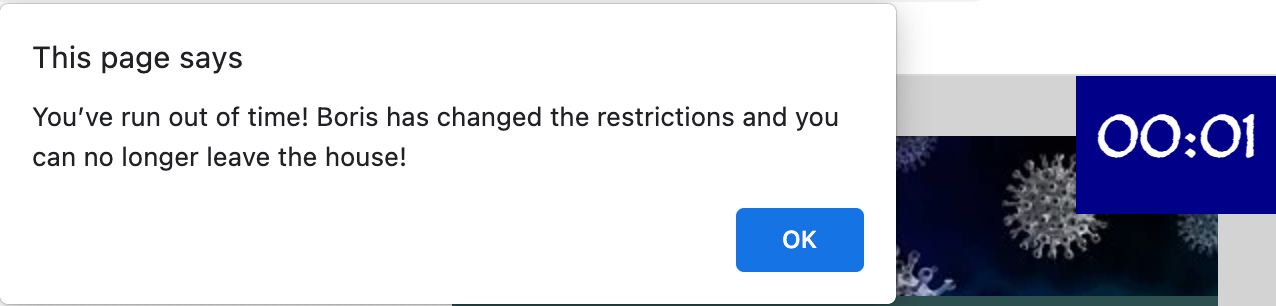 This page says
You’ve run out of time! Boris has changed the restrictions and you
can no longer leave the house!
OK
00:01